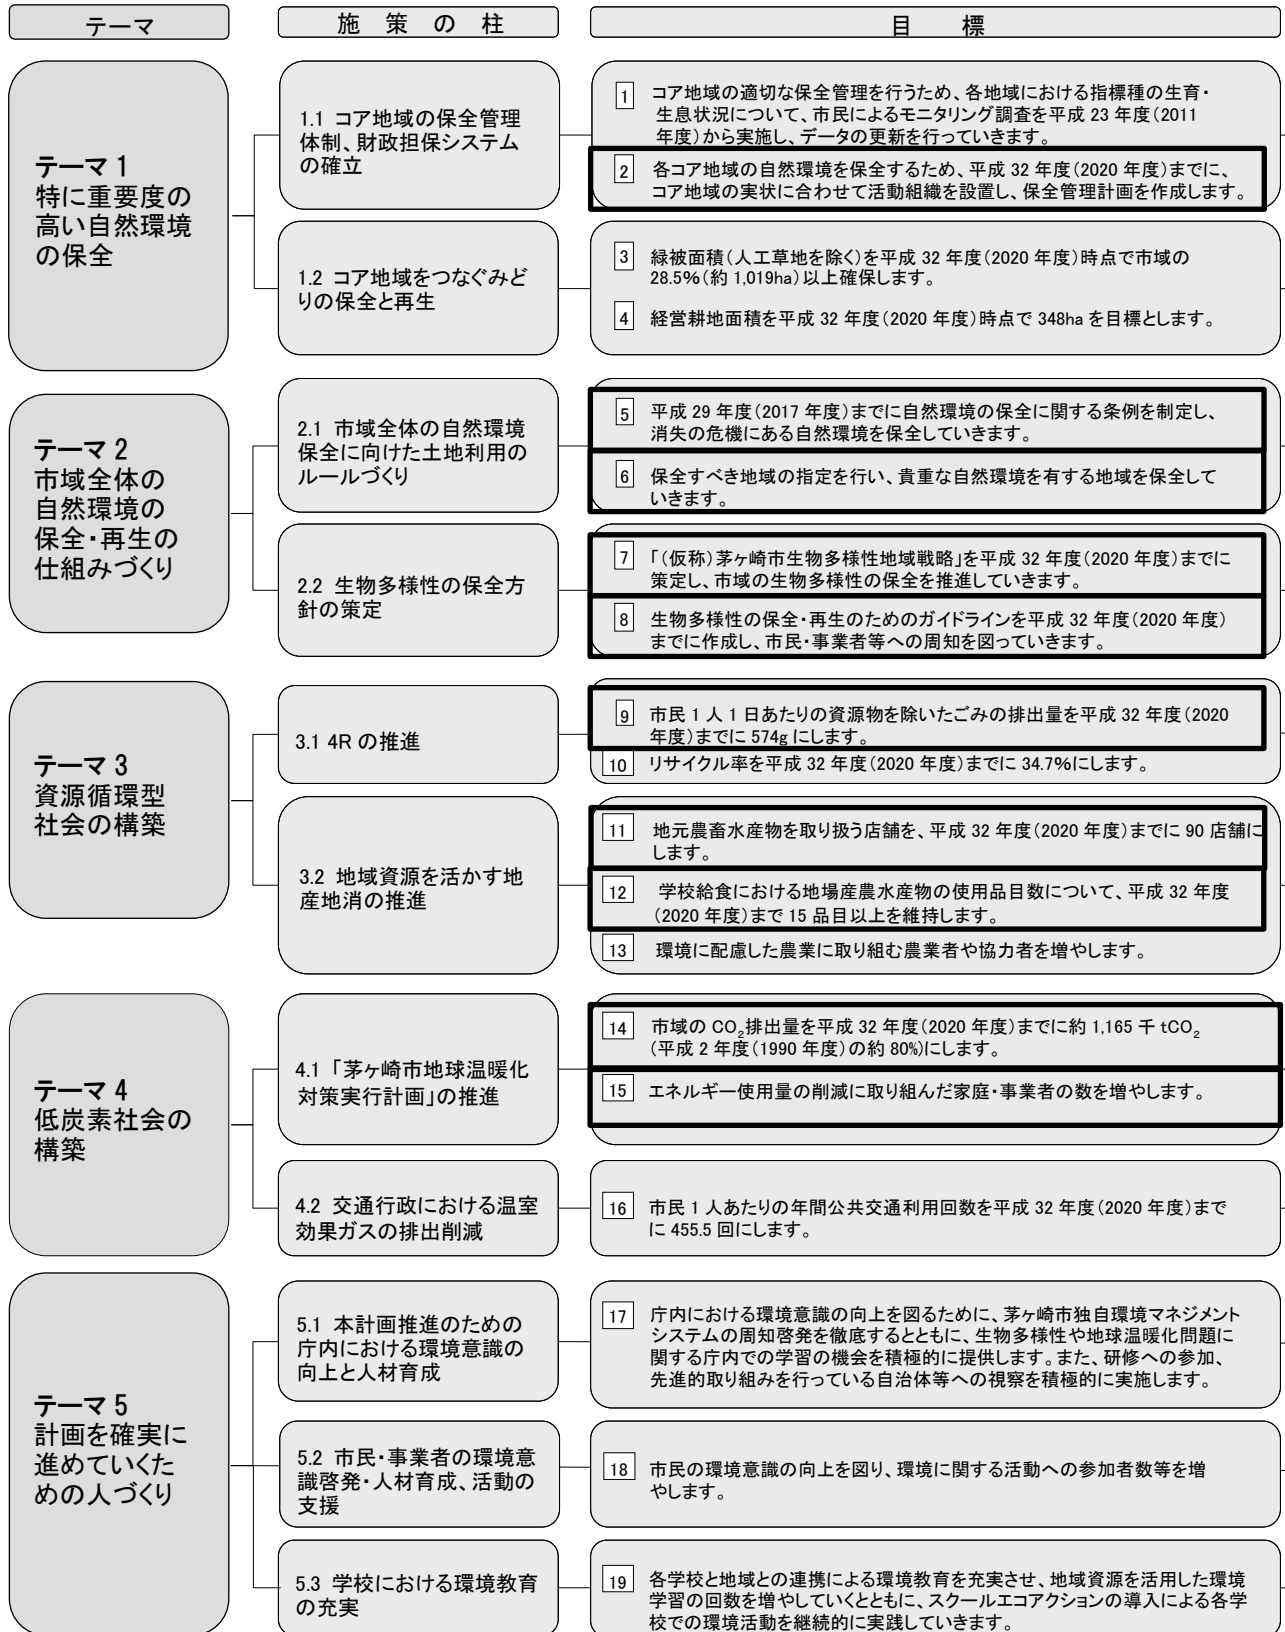 テーマ
施 策 の 柱
目 標
テーマ 1
特に重要度の
高い自然環境
の保全
1.1 コア地域の保全管理
体制、財政担保システム
の確立
1 コア地域の適切な保全管理を行うため、各地域における指標種の生育・
生息状況について、市民によるモニタリング調査を平成 23 年度(2011
年度)から実施し、データの更新を行っていきます。
2 各コア地域の自然環境を保全するため、平成 32 年度(2020 年度)までに、
コア地域の実状に合わせて活動組織を設置し、保全管理計画を作成します。
1.2 コア地域をつなぐみど
りの保全と再生
3 緑被面積(人工草地を除く)を平成 32 年度(2020 年度)時点で市域の
28.5%(約 1,019ha)以上確保します。
4 経営耕地面積を平成 32 年度(2020 年度)時点で 348ha を目標とします。
テーマ 2
市域全体の
自然環境の
保全・再生の
仕組みづくり
2.1 市域全体の自然環境
保全に向けた土地利用の
ルールづくり
5 平成 29 年度(2017 年度)までに自然環境の保全に関する条例を制定し、
消失の危機にある自然環境を保全していきます。
6 保全すべき地域の指定を行い、貴重な自然環境を有する地域を保全して
いきます。
2.2 生物多様性の保全方
針の策定
7 「(仮称)茅ヶ崎市生物多様性地域戦略」を平成 32 年度(2020 年度)までに
策定し、市域の生物多様性の保全を推進していきます。
8 生物多様性の保全・再生のためのガイドラインを平成 32 年度(2020 年度)
までに作成し、市民・事業者等への周知を図っていきます。
テーマ 3
資源循環型
社会の構築
3.1 4R の推進
9 市民 1 人 1 日あたりの資源物を除いたごみの排出量を平成 32 年度(2020
年度)までに 574g にします。
10 リサイクル率を平成 32 年度(2020 年度)までに 34.7%にします。
3.2 地域資源を活かす地
産地消の推進
11 地元農畜水産物を取り扱う店舗を、平成 32 年度(2020 年度)までに 90 店舗に
します。
12 学校給食における地場産農水産物の使用品目数について、平成 32 年度
(2020 年度)まで 15 品目以上を維持します。
13 環境に配慮した農業に取り組む農業者や協力者を増やします。
テーマ 4
低炭素社会の
構築
4.1 「茅ヶ崎市地球温暖化
対策実行計画」の推進
14 市域の CO₂排出量を平成 32 年度(2020 年度)までに約 1,165 千 tCO₂
(平成 2 年度(1990 年度)の約 80%)にします。
15 エネルギー使用量の削減に取り組んだ家庭・事業者の数を増やします。
4.2 交通行政における温室
効果ガスの排出削減
16 市民 1 人あたりの年間公共交通利用回数を平成 32 年度(2020 年度)まで
に 455.5 回にします。
テーマ 5
計画を確実に
進めていくた
めの人づくり
5.1 本計画推進のための
庁内における環境意識の
向上と人材育成
17 庁内における環境意識の向上を図るために、茅ヶ崎市独自環境マネジメント
システムの周知啓発を徹底するとともに、生物多様性や地球温暖化問題に
関する庁内での学習の機会を積極的に提供します。また、研修への参加、
先進的取り組みを行っている自治体等への視察を積極的に実施します。
5.2 市民・事業者の環境意
識啓発・人材育成、活動の
支援
18 市民の環境意識の向上を図り、環境に関する活動への参加者数等を増
やします。
5.3 学校における環境教育
の充実
19 各学校と地域との連携による環境教育を充実させ、地域資源を活用した環境
学習の回数を増やしていくとともに、スクールエコアクションの導入による各学
校での環境活動を継続的に実践していきます。